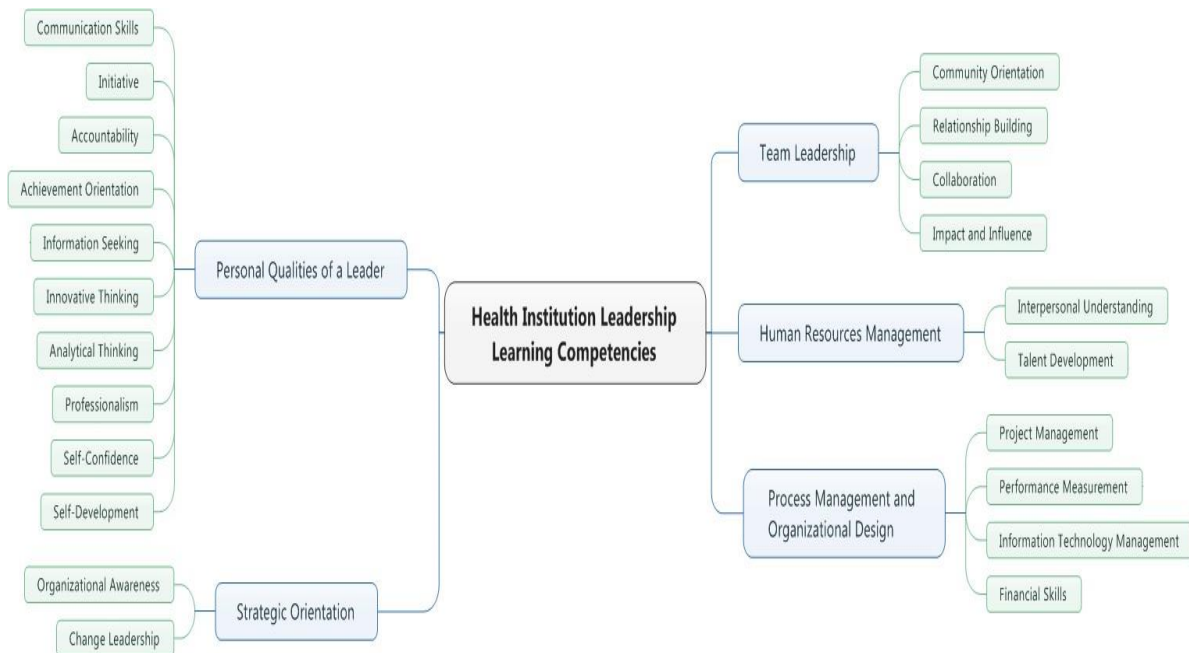 Communication Skills
Initiative
Accountability
Achievement Orientation
Information Seeking
Innovative Thinking
Analytical Thinking
Professionalism
Self-Confidence
Self-Development
Personal Qualities of a Leader
Organizational Awareness
Change Leadership
Strategic Orientation
Health Institution Leadership
Learning Competencies
Team Leadership
Community Orientation
Relationship Building
Collaboration
Impact and Influence
Human Resources Management
Interpersonal Understanding
Talent Development
Process Management and
Organizational Design
Project Management
Performance Measurement
Information Technology Management
Financial Skills